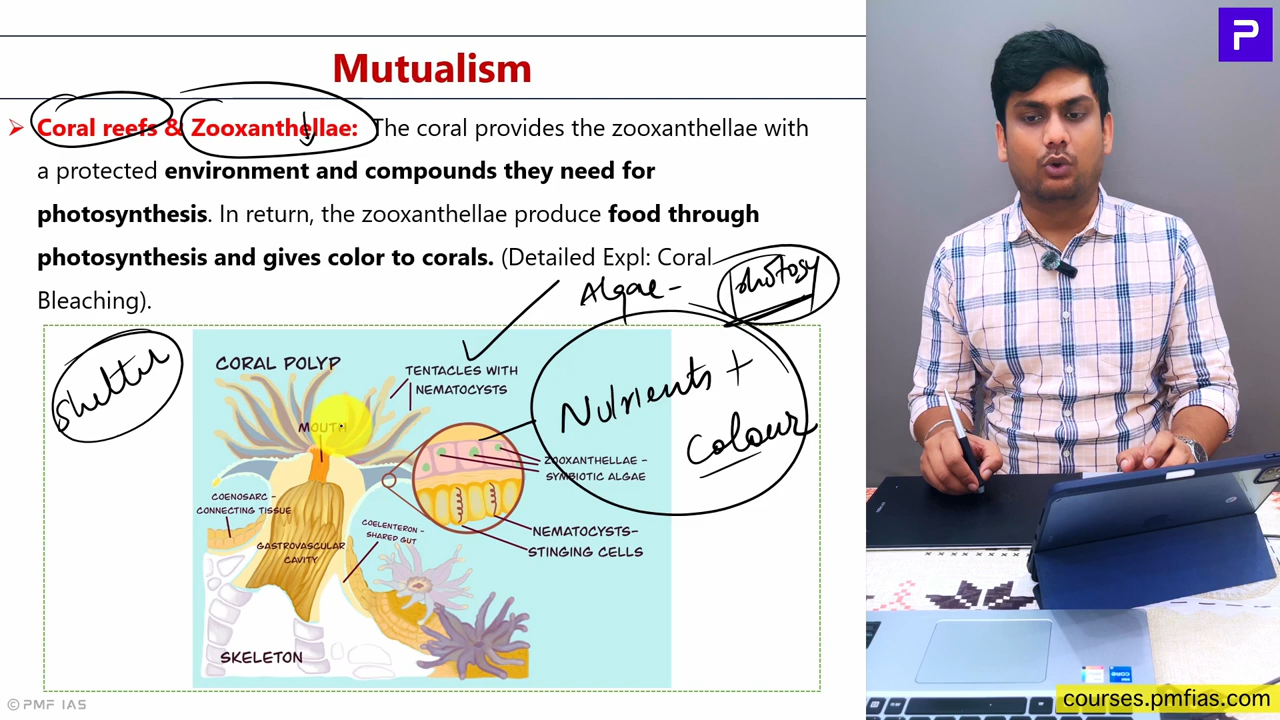 P
Mutualism
➢ Coral reefs & Zooxanthellae: The coral provides the zooxanthellae with
a protected environment and compounds they need for
photosynthesis. In return, the zooxanthellae produce food through
photosynthesis and gives color to corals. (Detailed Expl: Coral
Bleaching).
Algae -
photosy
Shelter
Nutrients +
colour
CORAL POLYP
TENTACLES WITH
NEMATOCYSTS
MOUTH
ZOOXANTHELLAE -
SYMBIOTIC ALGAE
COENOSARC -
CONNECTING TISSUE
COELENTERON -
SHARED GUT
NEMATOCYSTS-
STINGING CELLS
GASTROVASCULAR
CAVITY
SKELETON
© PMF IAS
courses.pmfias.com